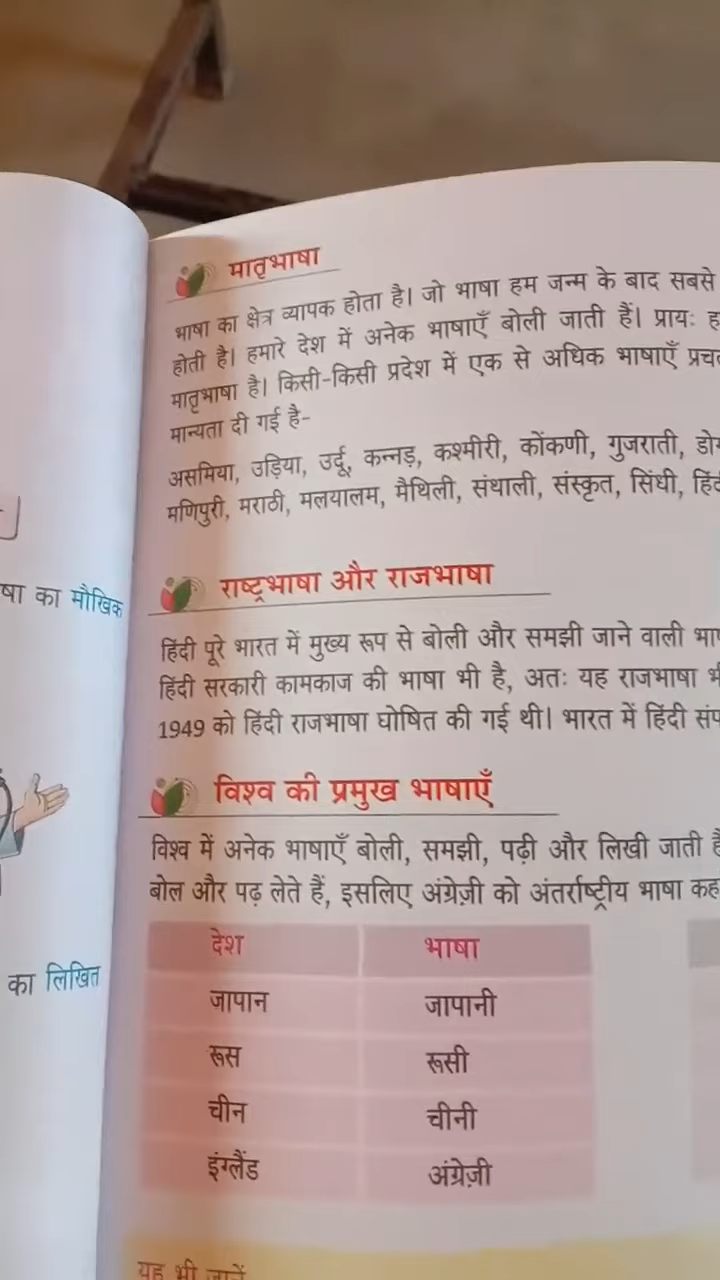 मातृभाषा
भाषा का क्षेत्र व्यापक होता है। जो भाषा हम जन्म के बाद सबसे
होती है। हमारे देश में अनेक भाषाएँ बोली जाती हैं। प्रायः
मातृभाषा है। किसी-किसी प्रदेश में एक से अधिक भाषाएँ
मान्यता दी गई है-
असमिया, उड़िया, उर्दू, कन्नड़, कश्मीरी, कोंकणी, गुजराती,
मणिपुरी, मराठी, मलयालम, मैथिली, संथाली, संस्कृत, सिंधी,
षा का मौखिक
राष्ट्रभाषा और राजभाषा
हिंदी पूरे भारत में मुख्य रूप से बोली और समझी जाने वाली
हिंदी सरकारी कामकाज की भाषा भी है, अतः यह राजभाषा
1949 को हिंदी राजभाषा घोषित की गई थी। भारत में हिंदी
विश्व की प्रमुख भाषाएँ
विश्व में अनेक भाषाएँ बोली, समझी, पढ़ी और लिखी जाती
बोल और पढ़ लेते हैं, इसलिए अंग्रेज़ी को अंतर्राष्ट्रीय भाषा
का लिखित
देश भाषा
जापान जापानी
रूस रूसी
चीन चीनी
इंग्लैंड अंग्रेज़ी
यह भी जानें